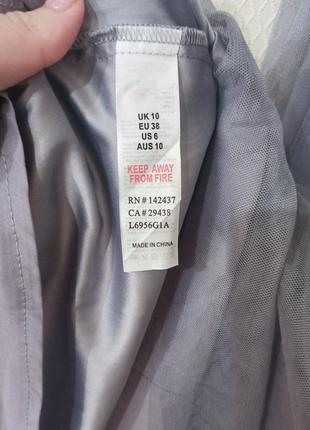 UK 10
EU 38
US 6
AUS 10
KEEP AWAY
FROM FIRE
RN # 142437
CA # 29438
L6956G1A
MADE IN CHINA